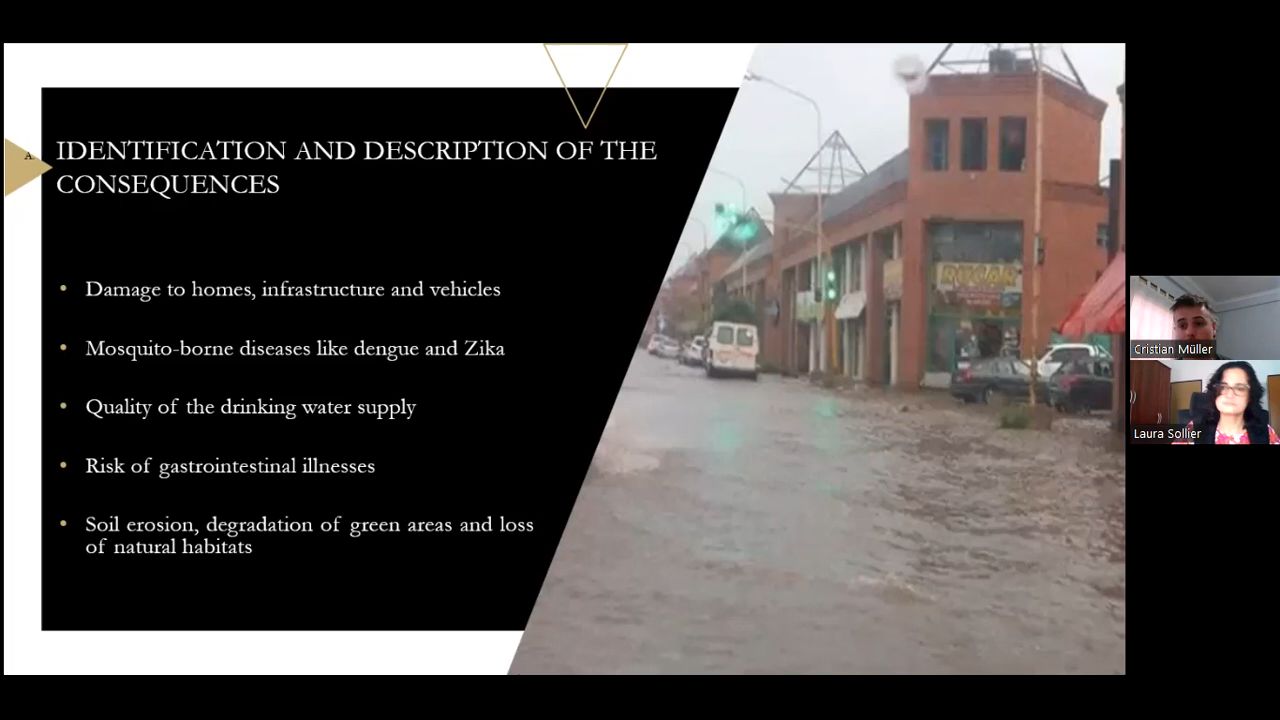 A.
IDENTIFICATION AND DESCRIPTION OF THE
CONSEQUENCES
• Damage to homes, infrastructure and vehicles
• Mosquito-borne diseases like dengue and Zika
• Quality of the drinking water supply
• Risk of gastrointestinal illnesses
• Soil erosion, degradation of green areas and loss
of natural habitats
Cristian Müller
Laura Sollier